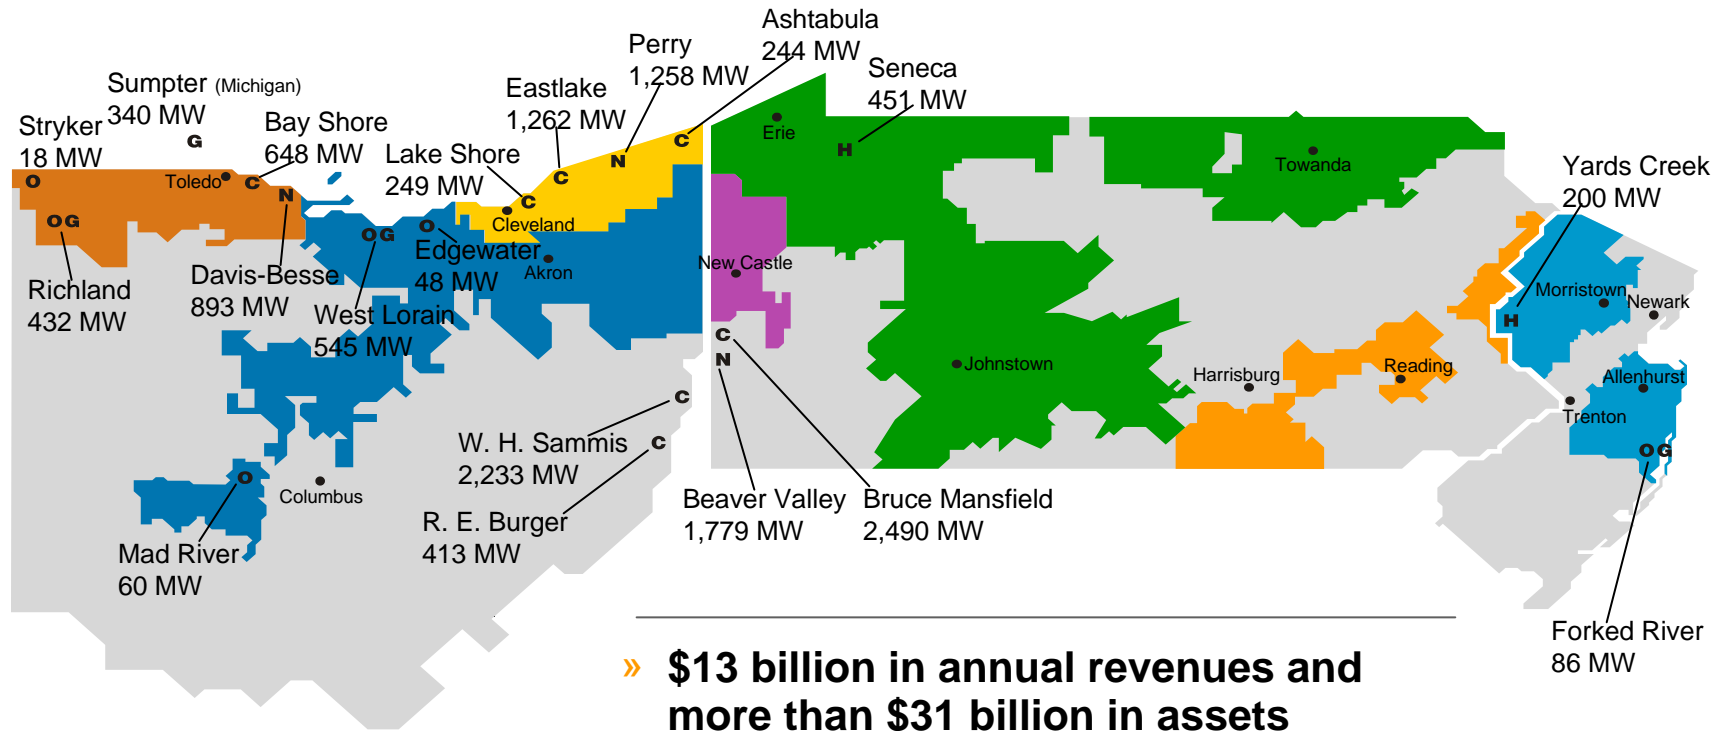 Ashtabula
244 MW
Perry
1,258 MW
Seneca
451 MW
Eastlake
1,262 MW
Sumpter (Michigan)
340 MW
G
Stryker
18 MW
O
Bay Shore
648 MW
Lake Shore
249 MW
C
N
C
C
Erie
H
Towanda
Yards Creek
200 MW
Toledo
C
N
C
Cleveland
OG
OG
O
Edgewater
48 MW
Akron
New Castle
Richland
432 MW
Davis-Besse
893 MW
West Lorain
545 MW
Morristown
Newark
H
C
N
Johnstown
Harrisburg
Reading
Allenhurst
Trenton
C
W. H. Sammis
2,233 MW
C
OG
O
Columbus
Beaver Valley
1,779 MW
Bruce Mansfield
2,490 MW
R. E. Burger
413 MW
Mad River
60 MW
Forked River
86 MW
» $13 billion in annual revenues and
more than $31 billion in assets